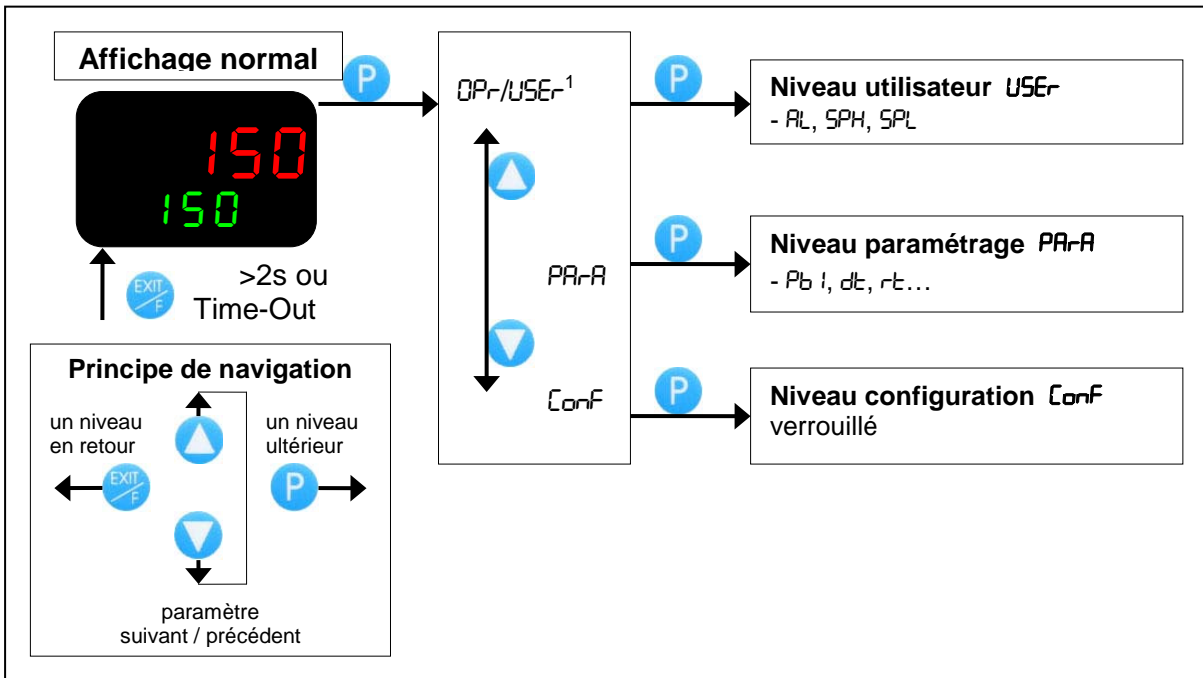 Affichage normal
P
150
150
EXIT/F
>2s ou
Time-Out
Principe de navigation
un niveau
en retour
EXIT/F
un niveau
ultérieur
P
paramètre
suivant / précédent
OPr/USEr¹
PArA
ConF
P
Niveau utilisateur USEr
- AL, SPH, SPL
P
Niveau paramétrage PArA
- Pb1, dt, rt...
P
Niveau configuration ConF
verrouillé